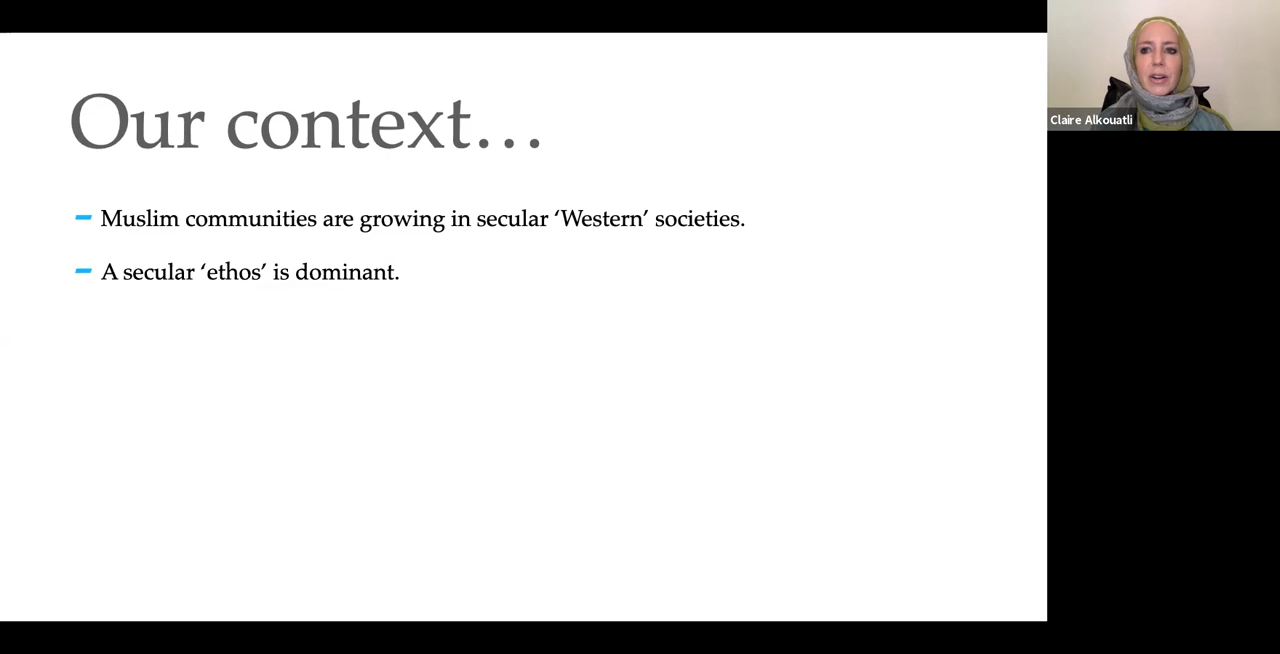 Our context…
Muslim communities are growing in secular ‘Western’ societies.
A secular ‘ethos’ is dominant.
Claire Alkouatli